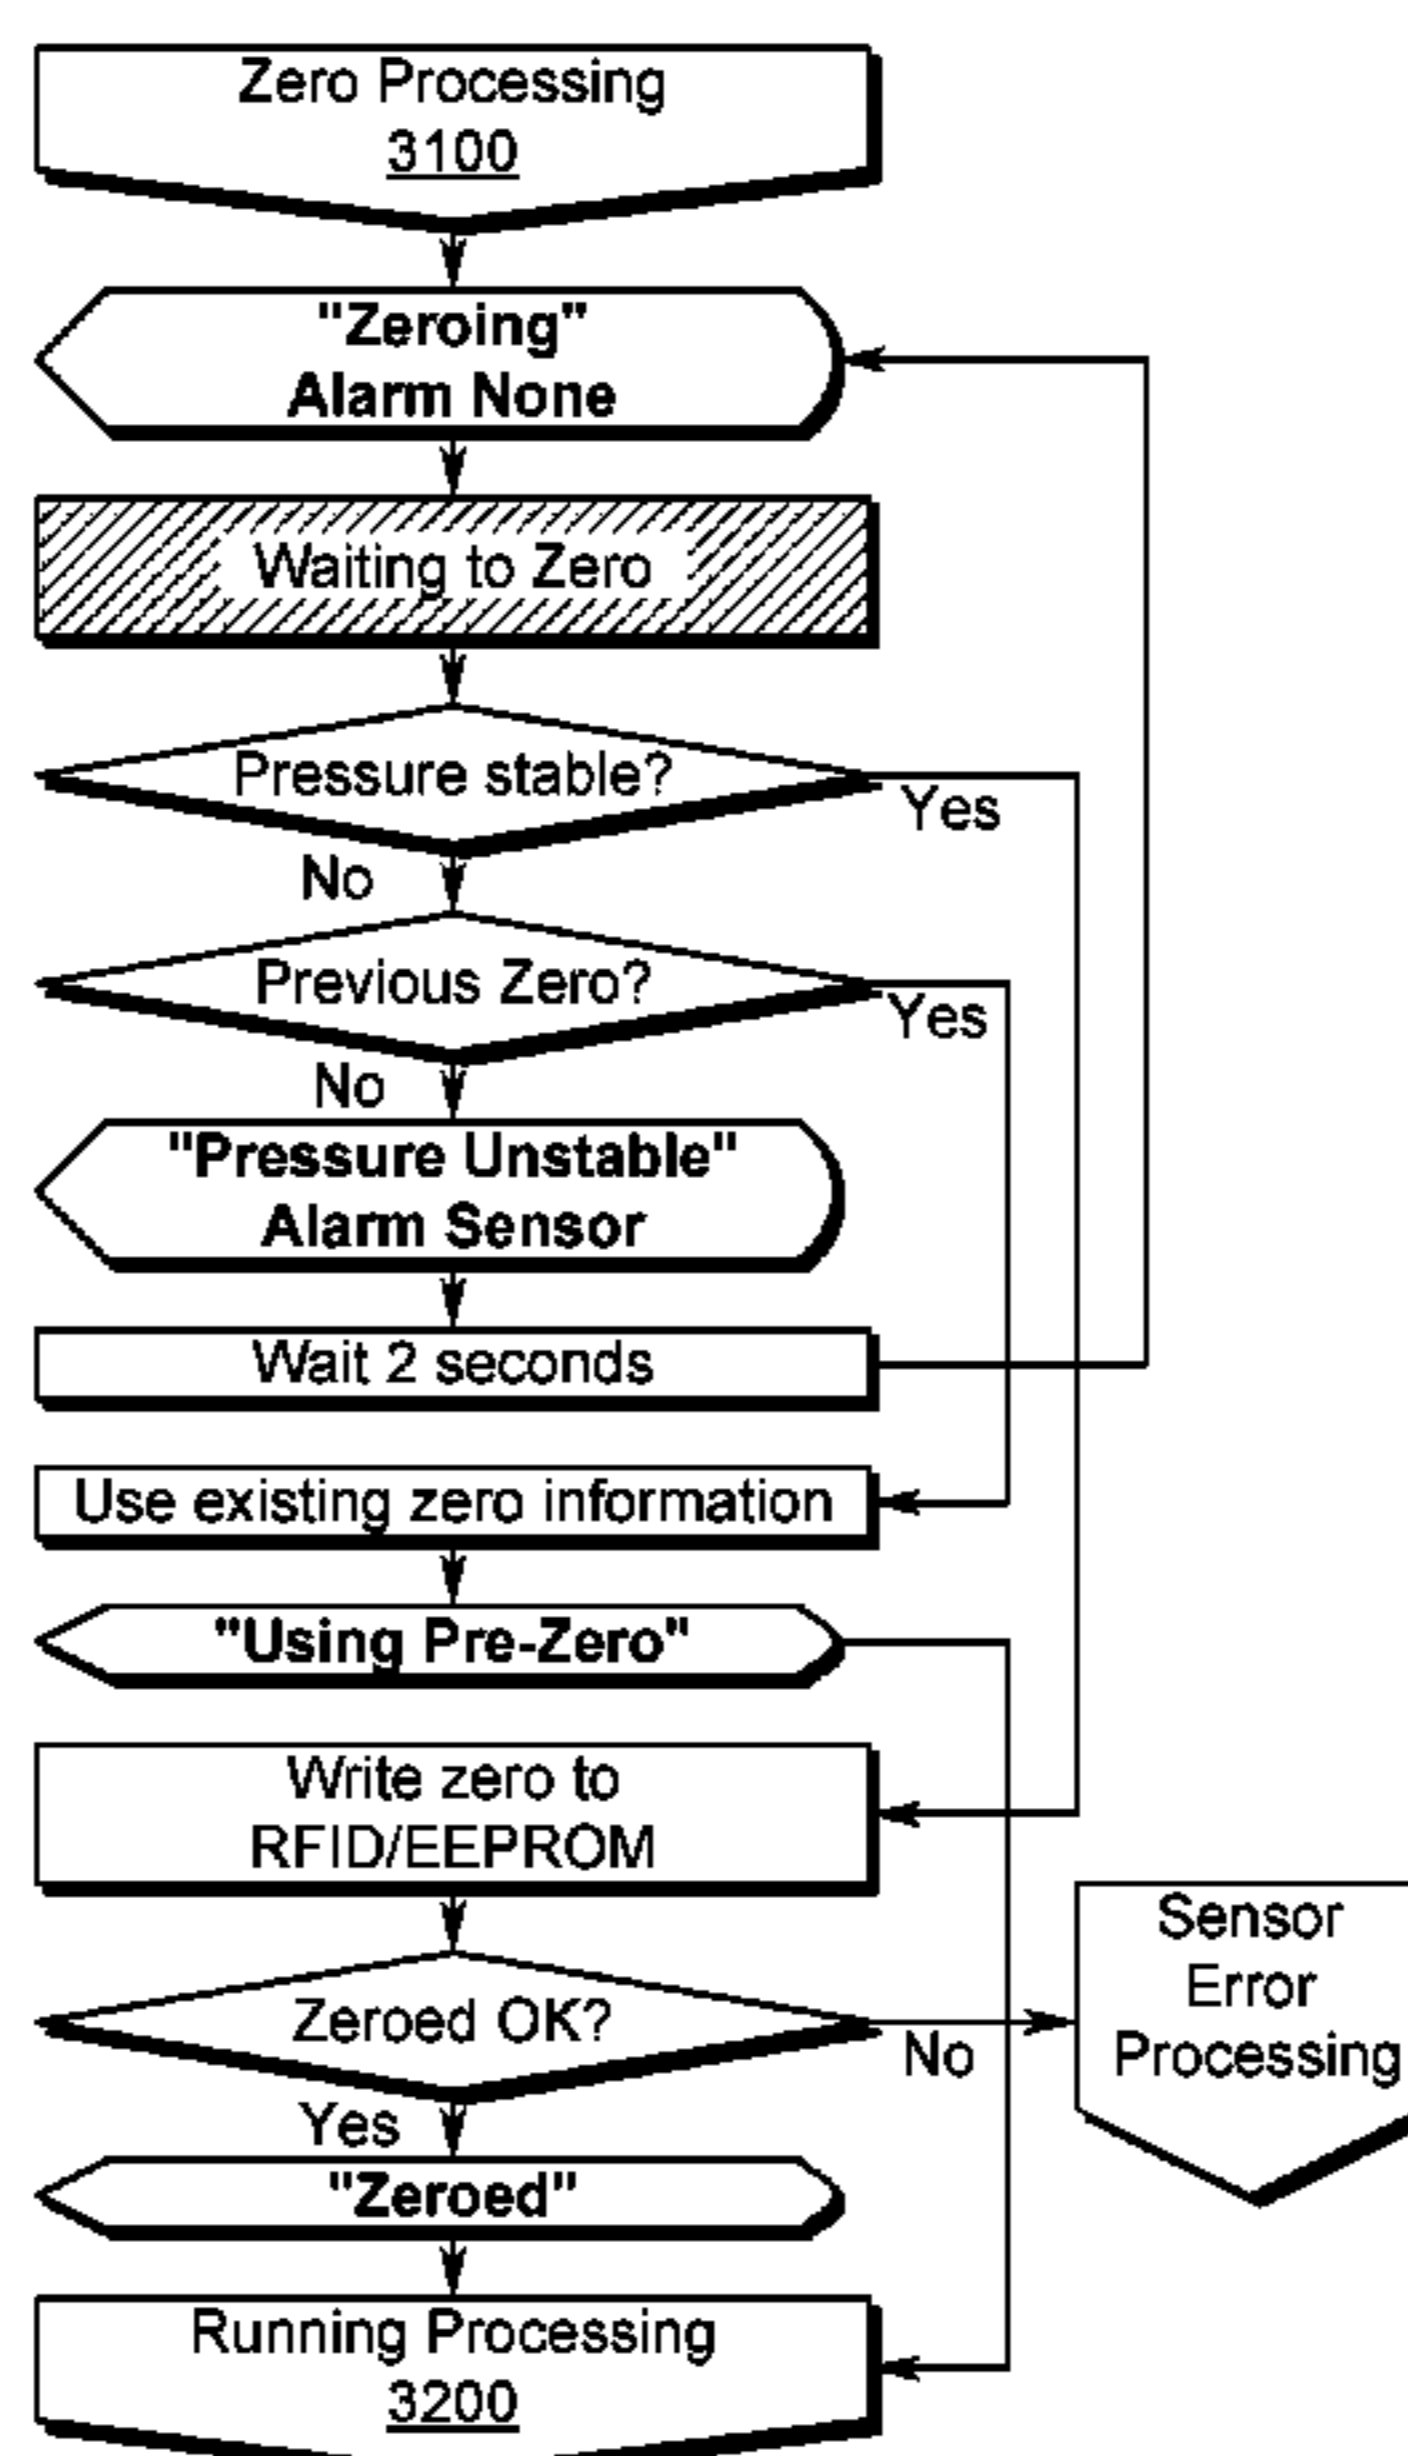 Zero Processing
3100
"Zeroing"
Alarm None
Waiting to Zero
Pressure stable?
Yes
No
Previous Zero?
Yes
No
"Pressure Unstable"
Alarm Sensor
Wait 2 seconds
Use existing zero information
"Using Pre-Zero"
Write zero to
RFID/EEPROM
Sensor
Error
Processing
Zeroed OK?
No
Yes
"Zeroed"
Running Processing
3200